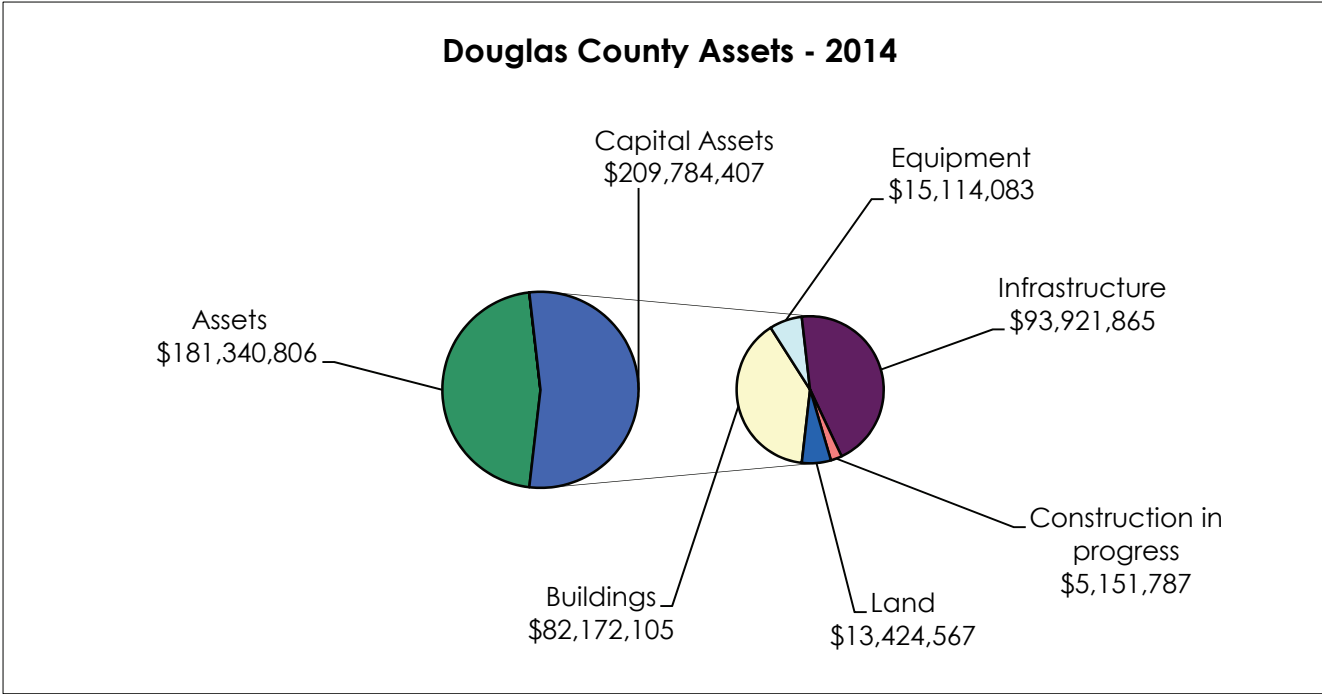 Douglas County Assets - 2014
Capital Assets
$209,784,407
Equipment
$15,114,083
Infrastructure
$93,921,865
Assets
$181,340,806
Construction in
progress
$5,151,787
Buildings
$82,172,105
Land
$13,424,567